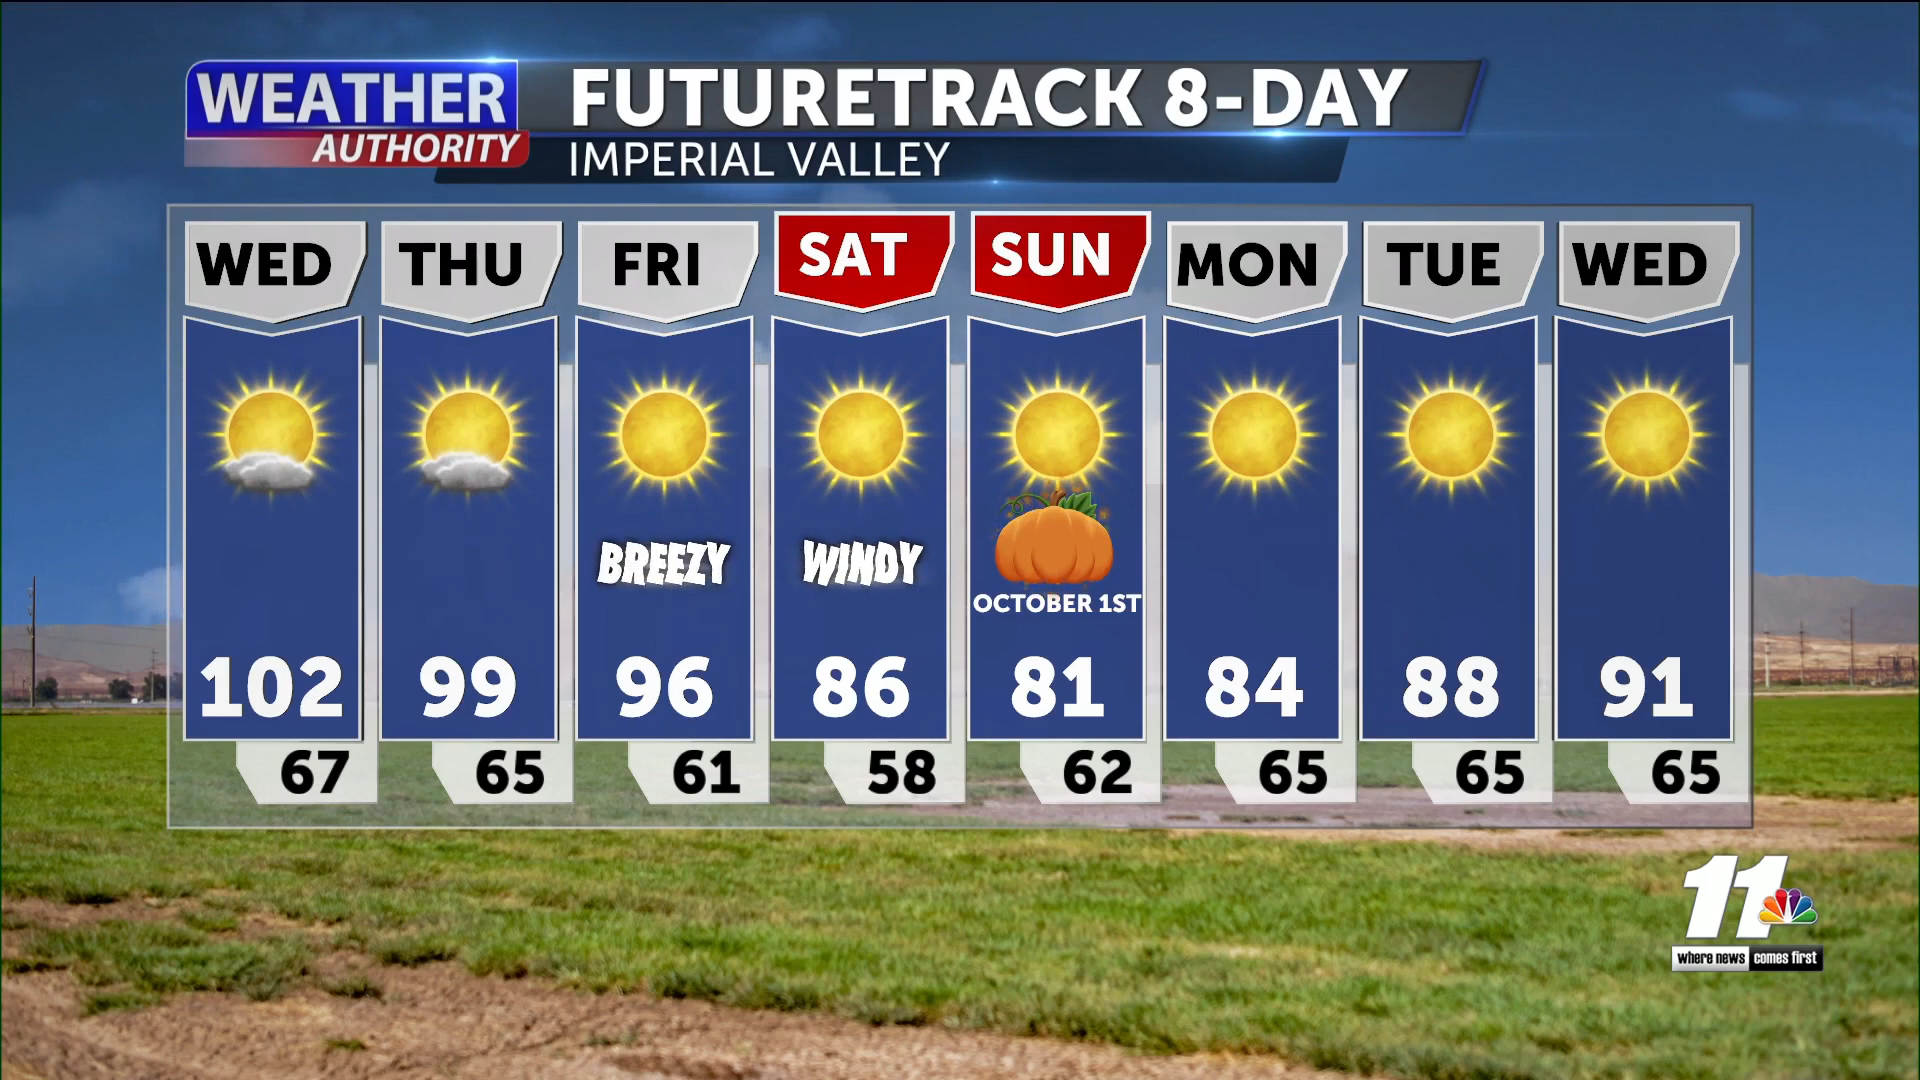 WEATHER
AUTHORITY
FUTURETRACK 8-DAY
IMPERIAL VALLEY
WED THU FRI SAT SUN MON TUE WED
BREEZY WINDY
OCTOBER 1ST
102 99 96 86 81 84 88 91
67 65 61 58 62 65 65 65
11
where news comes first